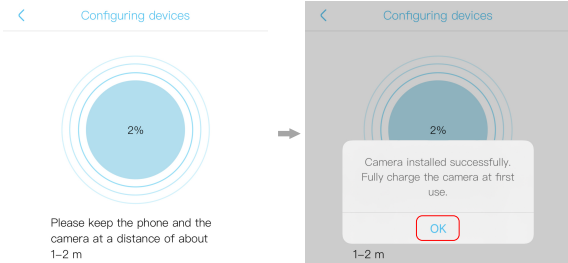 Configuring devices
2%
Please keep the phone and the
camera at a distance of about
1-2 m
Configuring devices
2%
Camera installed successfully.
Fully charge the camera at first
use.
OK
1-2 m